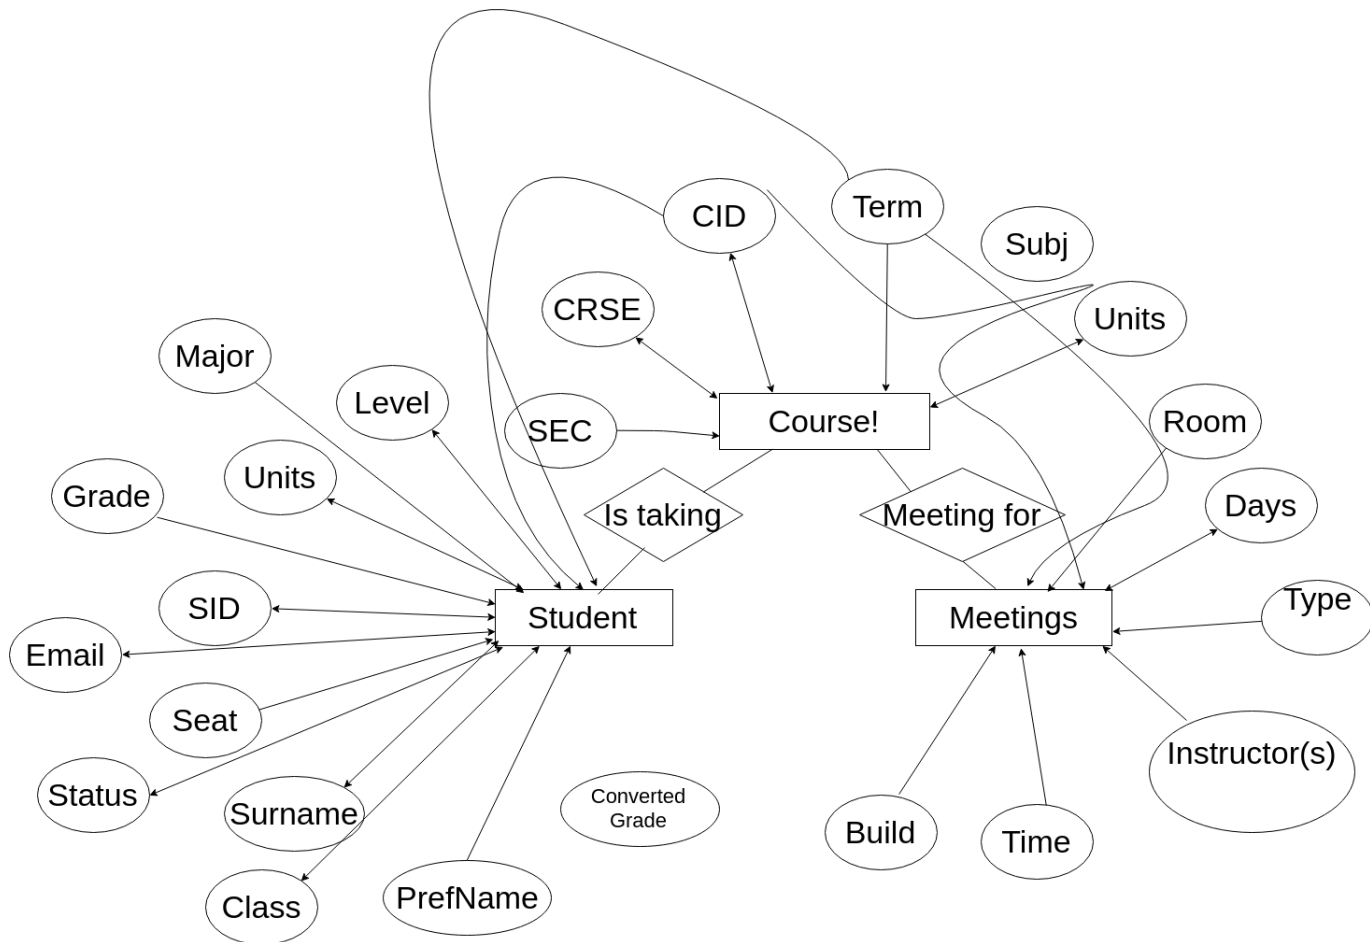 CID
Term
Subj
CRSE
Units
Major
Level
Course!
Room
SEC
Units
Grade
Is taking
Meeting for
Days
SID
Student
Meetings
Type
Email
Seat
Instructor(s)
Status
Surname
Converted
Grade
Build
Time
Class
PrefName